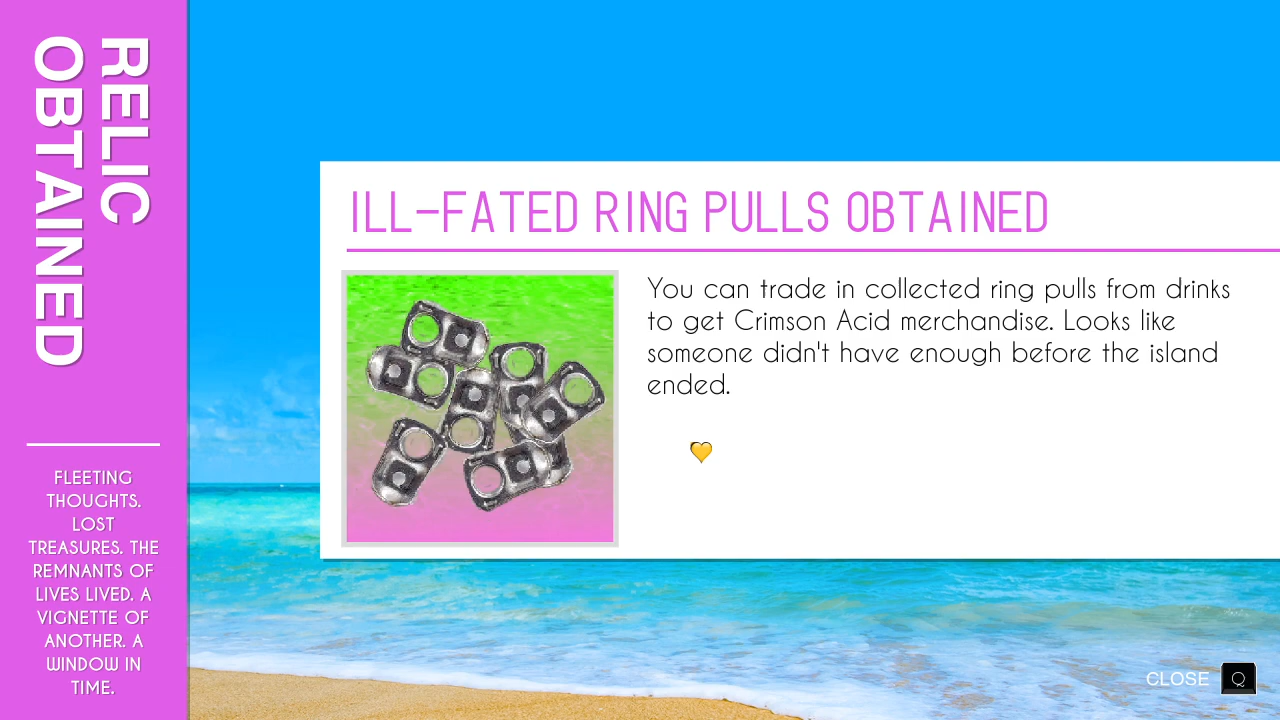 RELIC
OBTAINED
FLEETING
THOUGHTS.
LOST
TREASURES. THE
REMNANTS OF
LIVES LIVED. A
VIGNETTE OF
ANOTHER. A
WINDOW IN
TIME.
ILL-FATED RING PULLS OBTAINED
You can trade in collected ring pulls from drinks
to get Crimson Acid merchandise. Looks like
someone didn't have enough before the island
ended.
CLOSE Q